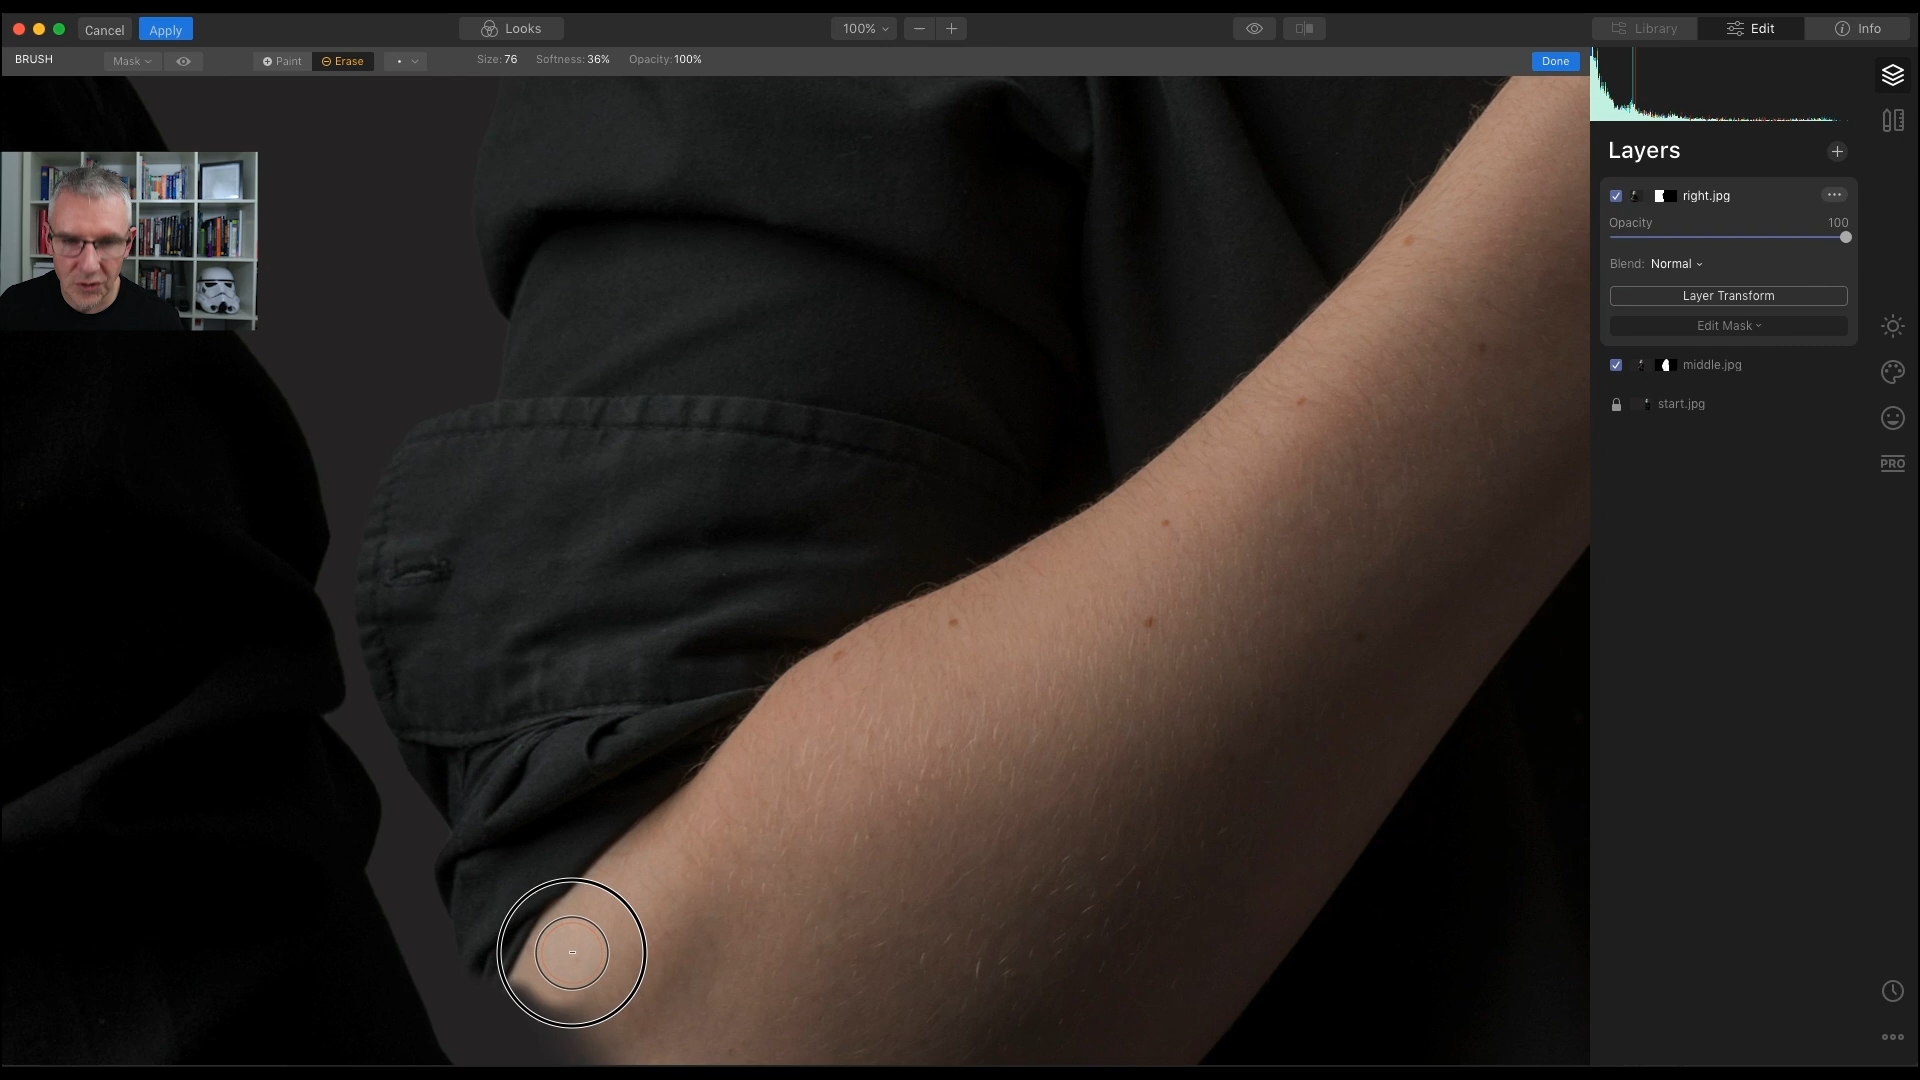 Cancel
Apply
Looks
100%
Library
Edit
Info
BRUSH
Mask
Paint
Erase
Size: 76
Softness: 36%
Opacity: 100%
Done
Layers
right.jpg
Opacity
100
Blend: Normal
Layer Transform
Edit Mask
middle.jpg
start.jpg
PRO